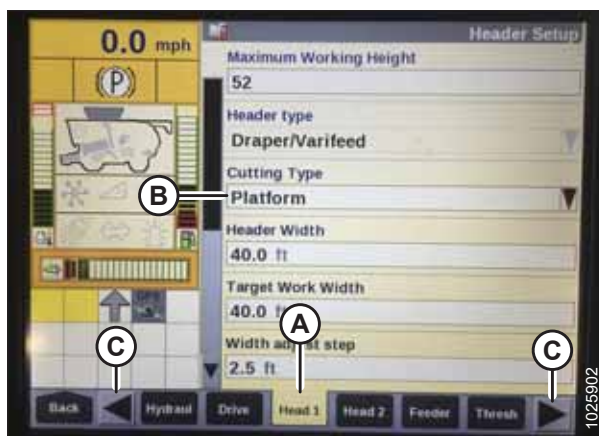 0.0 mph
Header Setup
(P)
Maximum Working Height
52
Header type
Draper/Varifeed
Cutting Type
B
Platform
Header Width
40.0 ft
Target Work Width
40.0 ft
A
Width adjust step
C
C
2.5 ft
Back
Hydraul
Drive
Head 1
Head 2
Feeder
Thresh
1025902